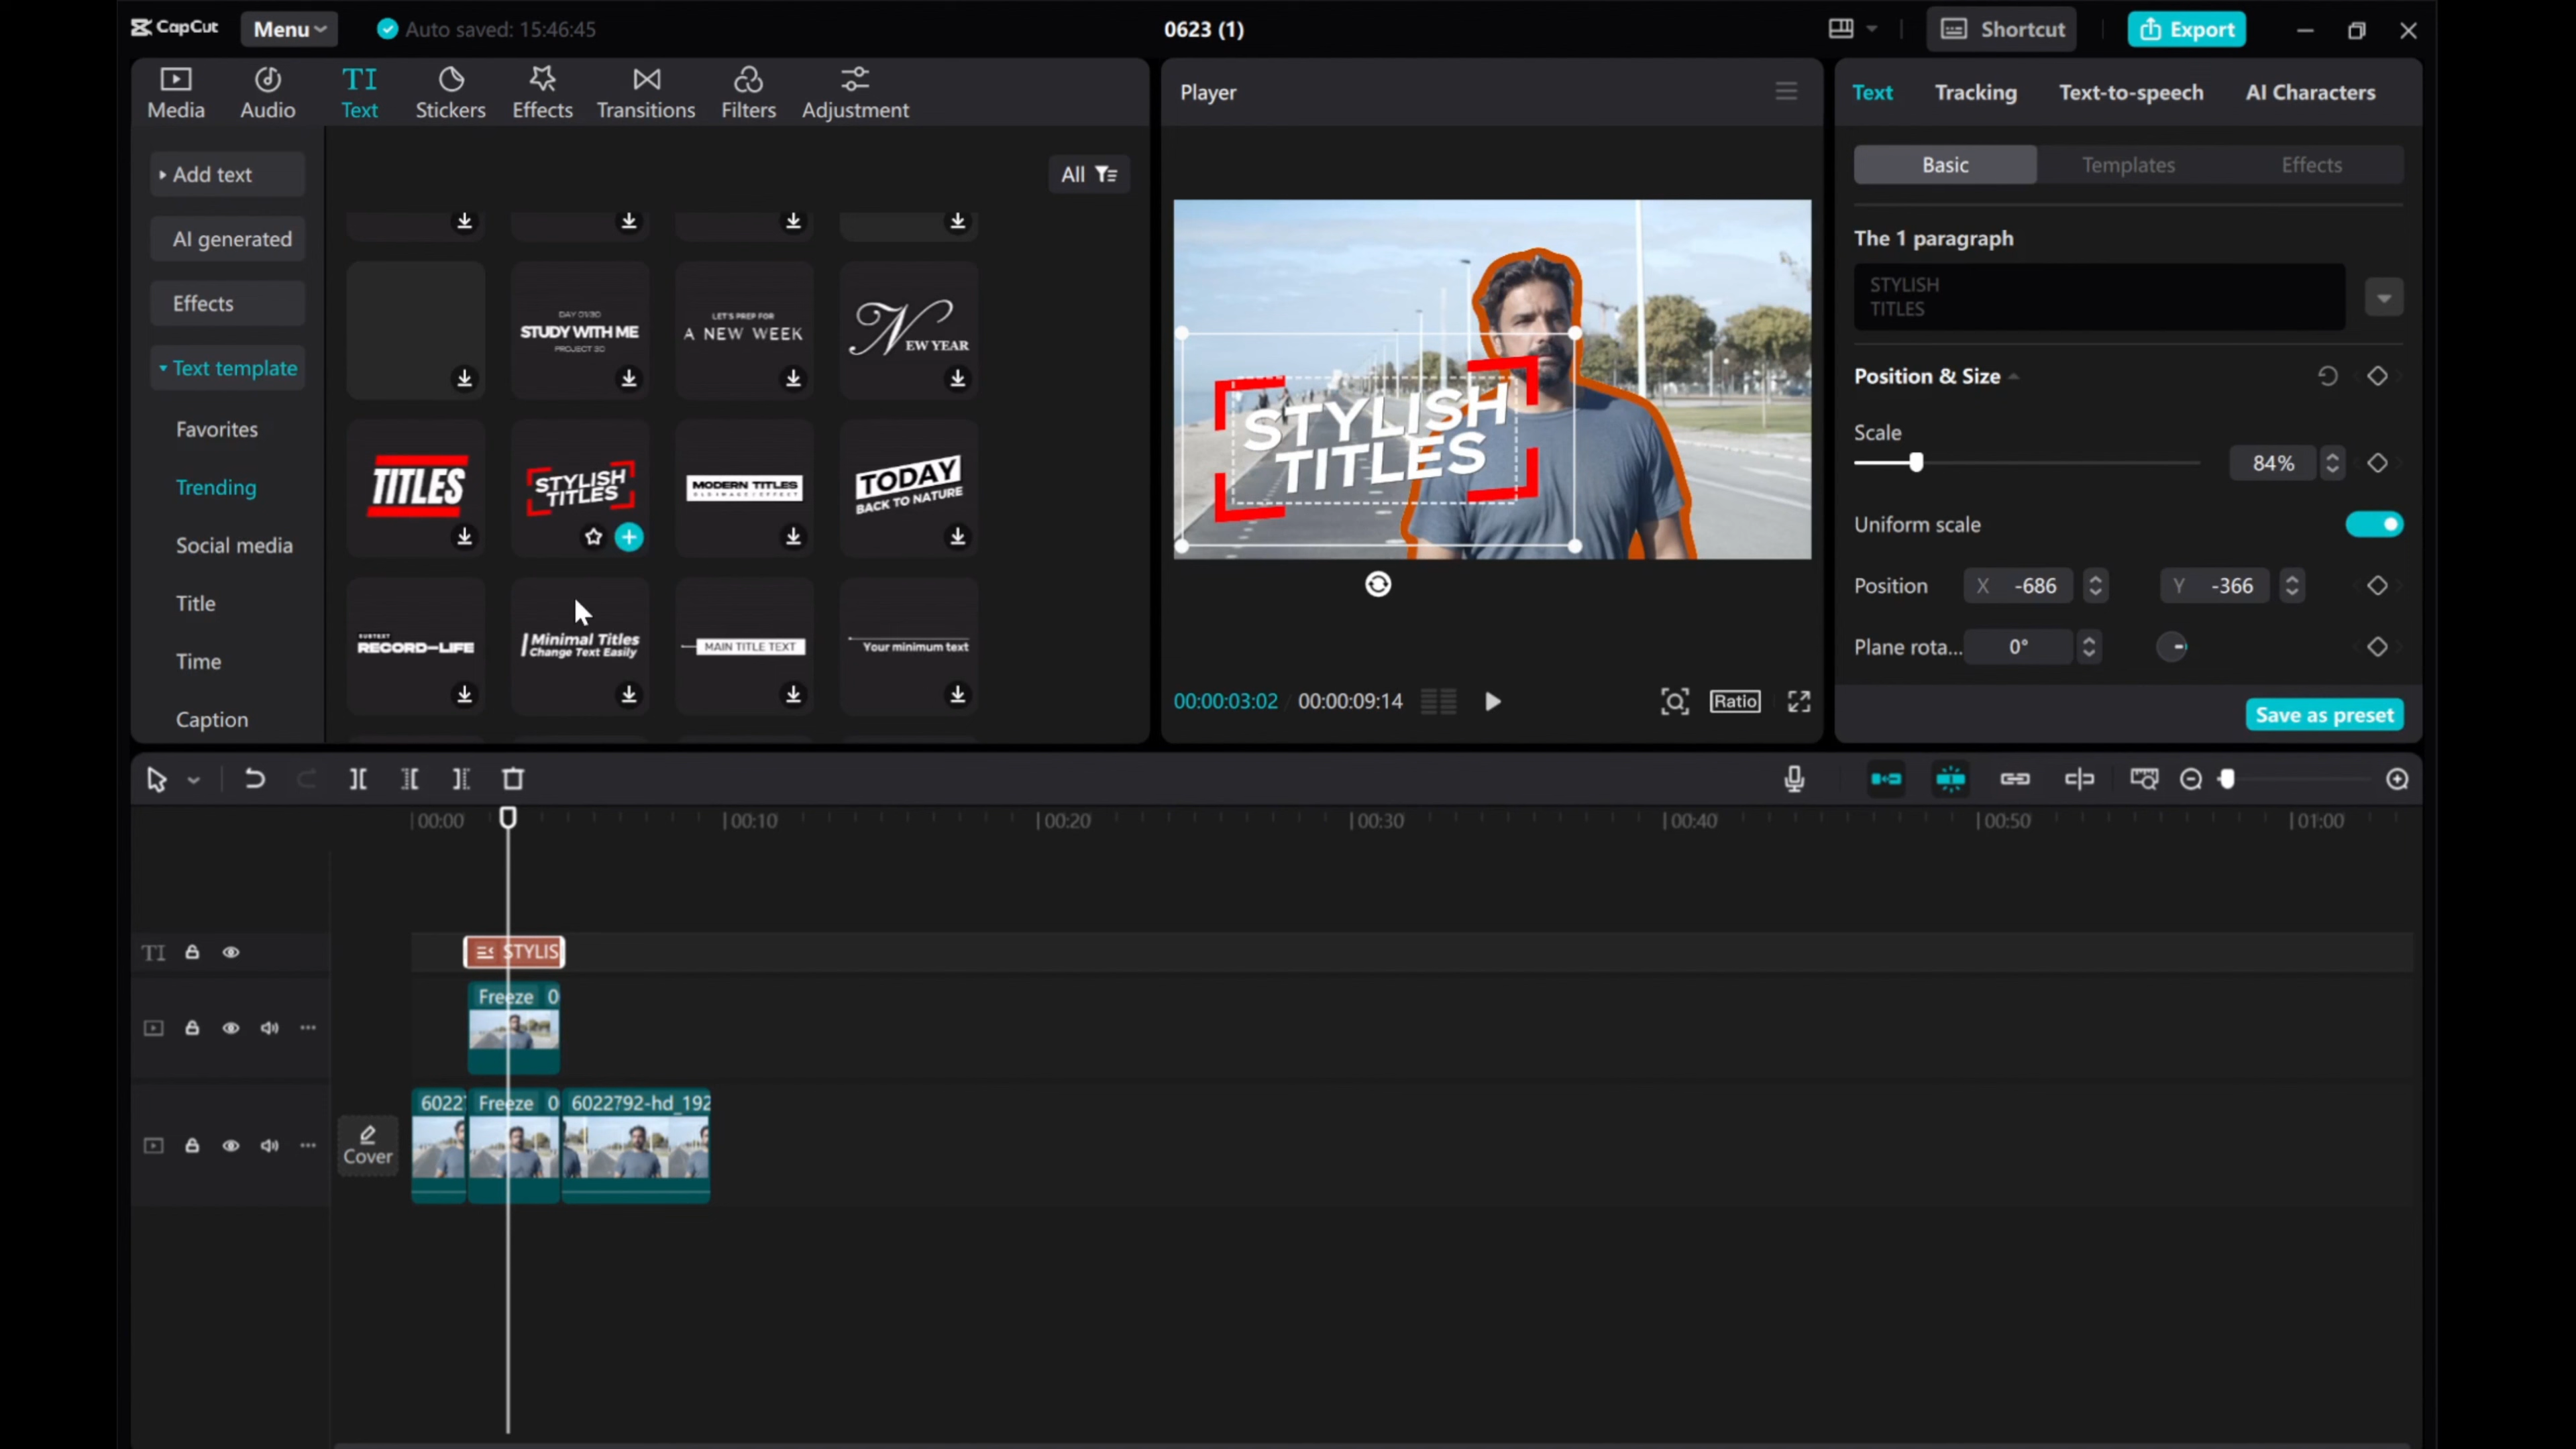 CapCut
Menu
Auto saved: 15:46:45
0623 (1)
Shortcut
Export
Media
Audio
TI
Text
Stickers
Effects
Transitions
Filters
Adjustment
Add text
AI generated
Effects
Text template
Favorites
Trending
Social media
Title
Time
Caption
All
DAY 01/30
STUDY WITH ME
PROJECT 30
LET'S PREP FOR
A NEW WEEK
NEW YEAR
TITLES
STYLISH
TITLES
MODERN TITLES
OLD IMAGE / EFFECT
TODAY
BACK TO NATURE
SUBTEXT
RECORD-LIFE
Minimal Titles
Change Text Easily
MAIN TITLE TEXT
Your minimum text
Player
STYLISH
TITLES
00:00:03:02 / 00:00:09:14
Ratio
Text
Tracking
Text-to-speech
AI Characters
Basic
Templates
Effects
The 1 paragraph
STYLISH
TITLES
Position & Size
Scale
84%
Uniform scale
Position X -686 Y -366
Plane rota... 0°
Save as preset
00:00
00:10
00:20
00:30
00:40
00:50
01:00
TI
STYLIS
Freeze 0
Cover
6022
Freeze 0
6022792-hd_192